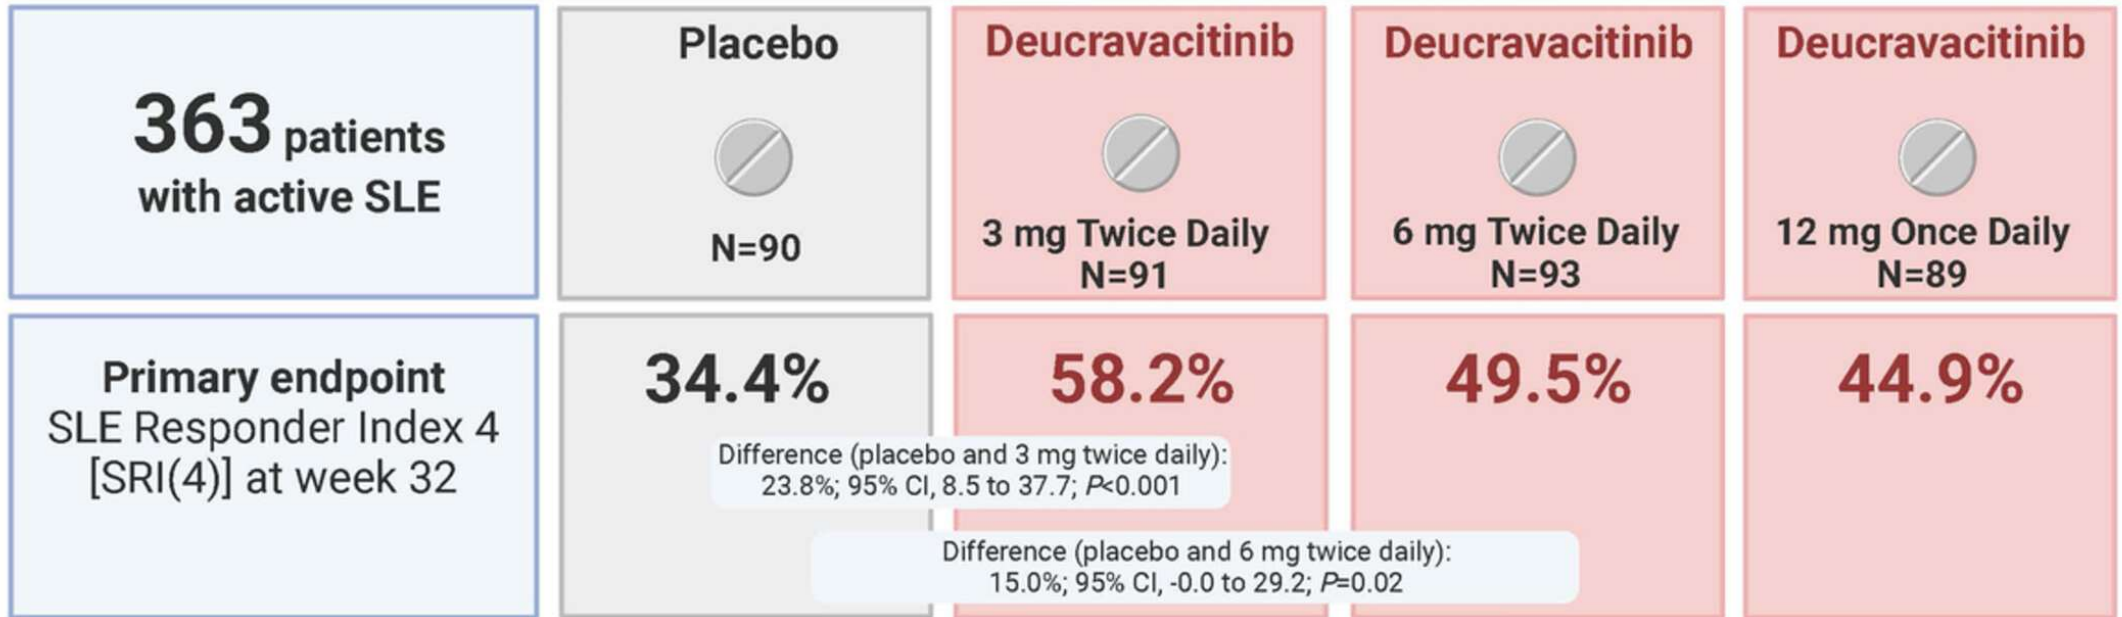 363 patients
with active SLE
Placebo
N=90
Deucravacitinib
3 mg Twice Daily
N=91
Deucravacitinib
6 mg Twice Daily
N=93
Deucravacitinib
12 mg Once Daily
N=89
Primary endpoint
SLE Responder Index 4
[SRI(4)] at week 32
34.4%
58.2%
49.5%
44.9%
Difference (placebo and 3 mg twice daily):
23.8%; 95% CI, 8.5 to 37.7; P<0.001
Difference (placebo and 6 mg twice daily):
15.0%; 95% CI, -0.0 to 29.2; P=0.02